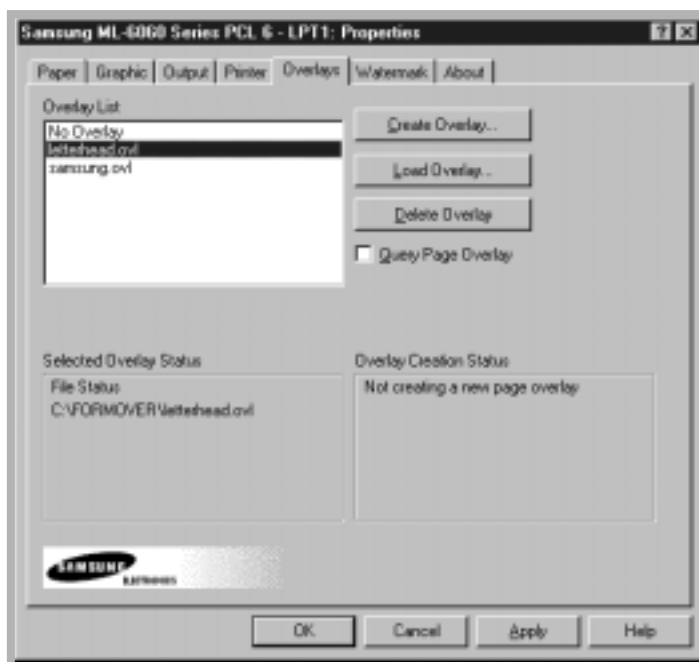 Samsung ML-6060 Series PCL 6 - LPT1: Properties
Paper Graphic Output Printer Overlays Watermark About
Overlay List
No Overlay
letterhead.ovl
samsung.ovl
Create Overlay...
Load Overlay...
Delete Overlay
Query Page Overlay
Selected Overlay Status
File Status
C:\FORMOVER\letterhead.ovl
Overlay Creation Status
Not creating a new page overlay
SAMSUNG
ELECTRONICS
OK Cancel Apply Help